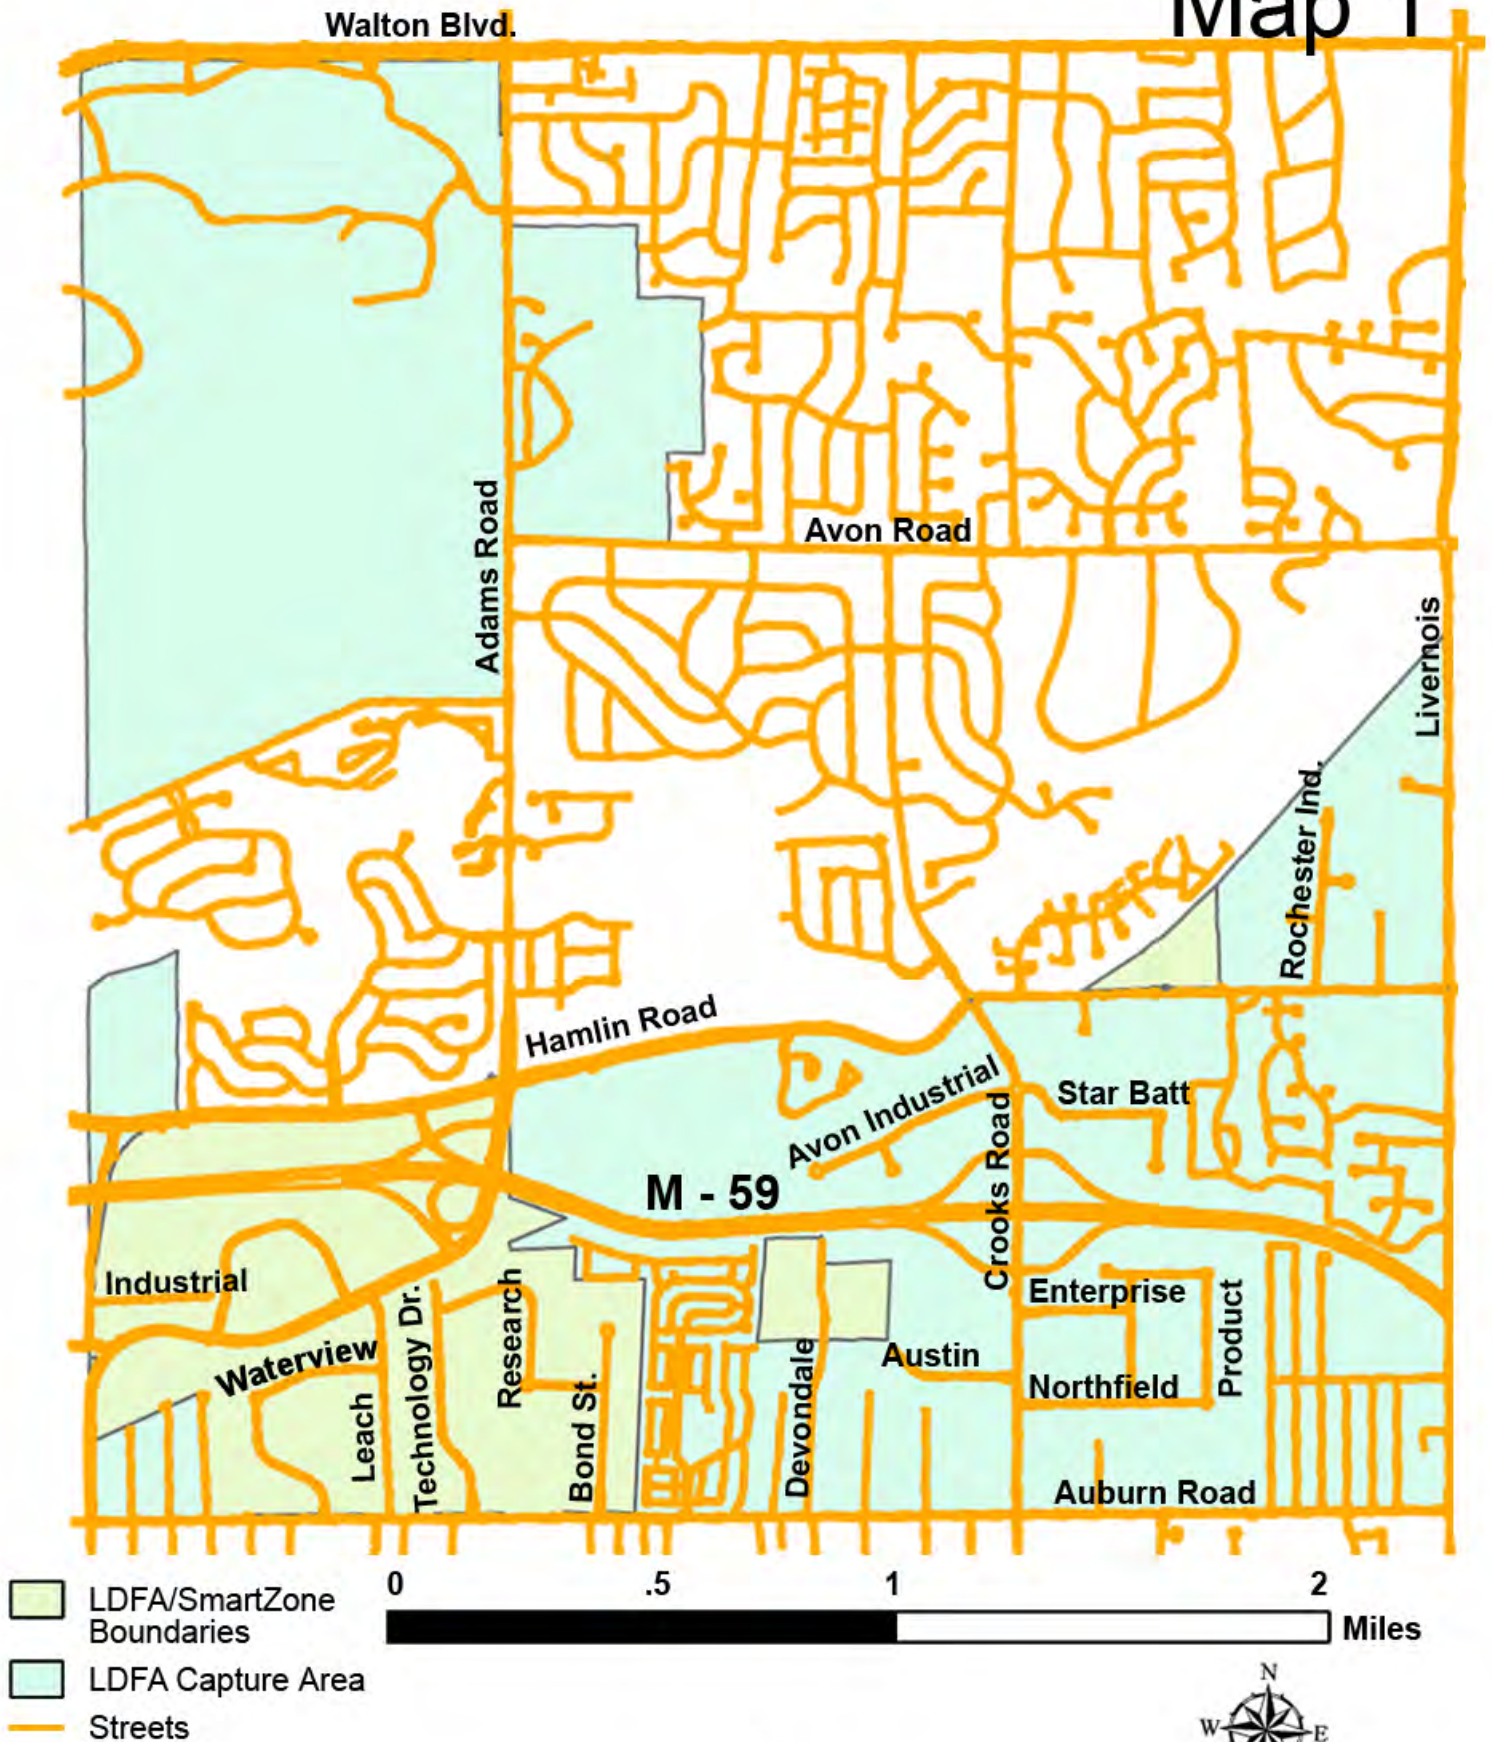 Map 1
Walton Blvd.
Adams Road
Avon Road
Livernois
Rochester Ind.
Hamlin Road
Avon Industrial
Star Batt
Crooks Road
M - 59
Industrial
Enterprise
Product
Research
Technology Dr.
Waterview
Austin
Devondale
Northfield
Leach
Bond St.
Auburn Road
0 .5 1 2
Miles
LDFA/SmartZone
Boundaries
LDFA Capture Area
Streets
N
W E